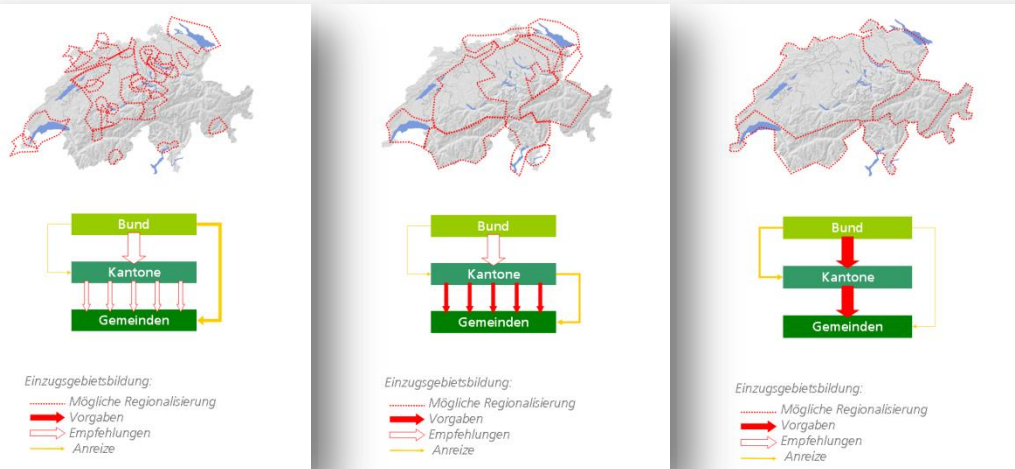 Bund
Kantone
Gemeinden
Einzugsgebietsbildung:
Mögliche Regionalisierung
Vorgaben
Empfehlungen
Anreize
Bund
Kantone
Gemeinden
Einzugsgebietsbildung:
Mögliche Regionalisierung
Vorgaben
Empfehlungen
Anreize
Bund
Kantone
Gemeinden
Einzugsgebietsbildung:
Mögliche Regionalisierung
Vorgaben
Empfehlungen
Anreize